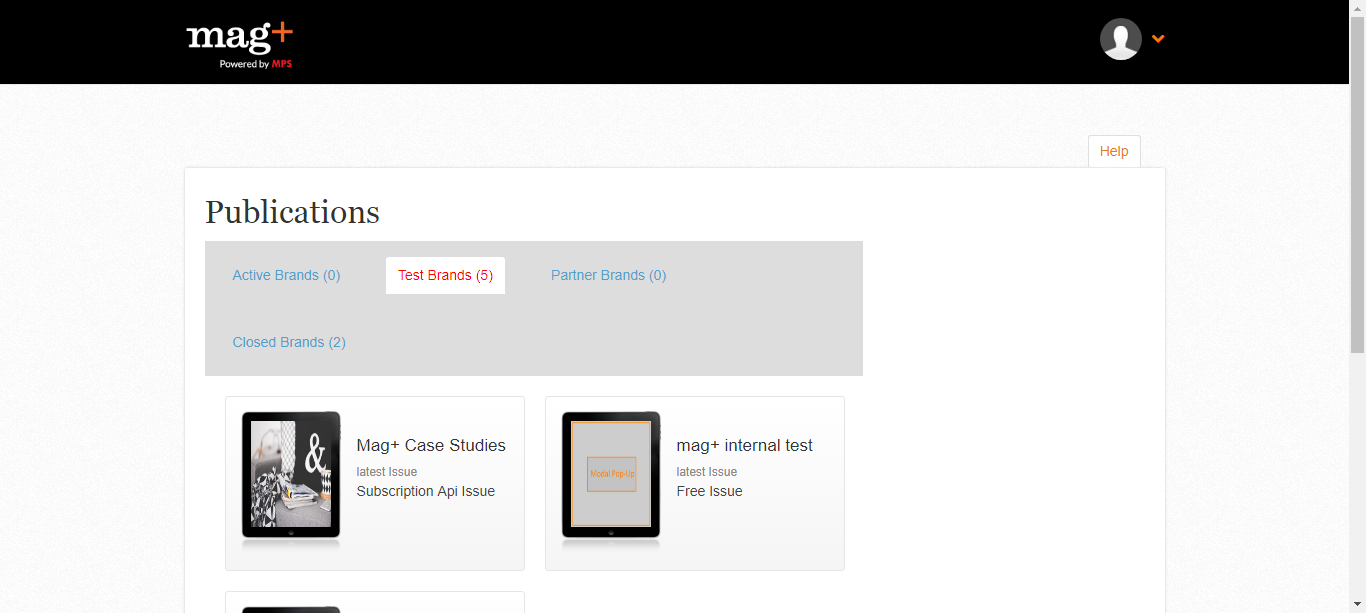 mag+
Powered by MPS
Help
Publications
Active Brands (0)
Test Brands (5)
Partner Brands (0)
Closed Brands (2)
&
Mag+ Case Studies
latest Issue
Subscription Api Issue
Modal Pop-Up
mag+ internal test
latest Issue
Free Issue